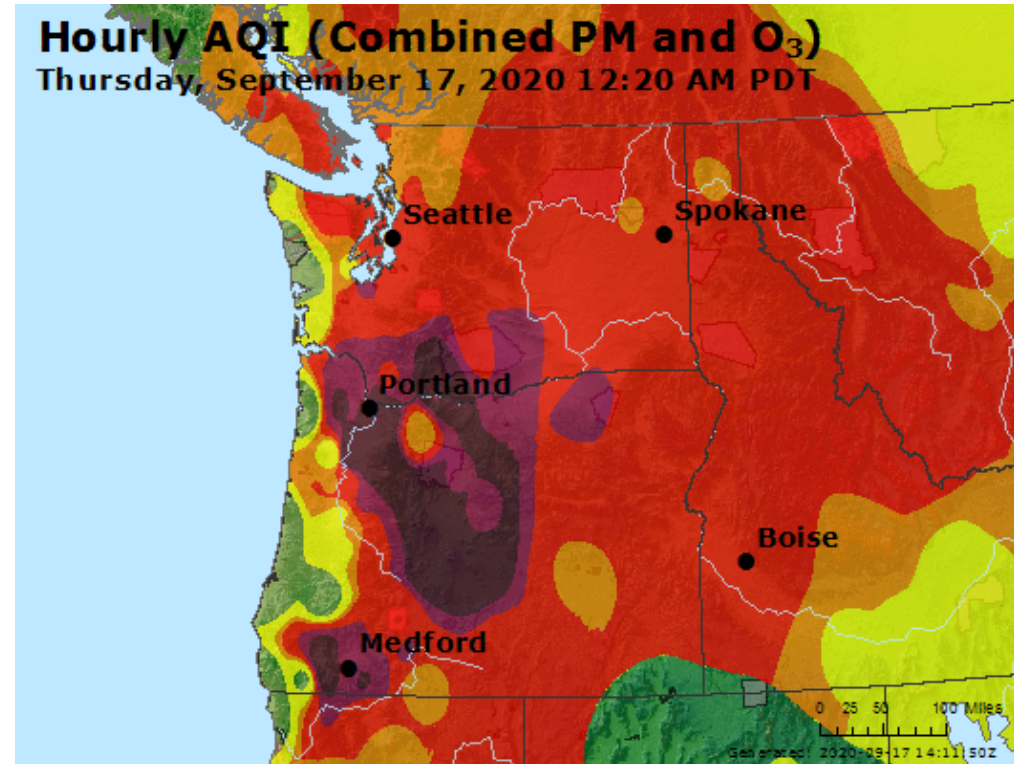 Hourly AQI (Combined PM and O₃)
Thursday, September 17, 2020 12:20 AM PDT
Seattle
Spokane
Portland
Boise
Medford
0 25 50 100 Miles
Generated: 2020-09-17 14:11:50Z